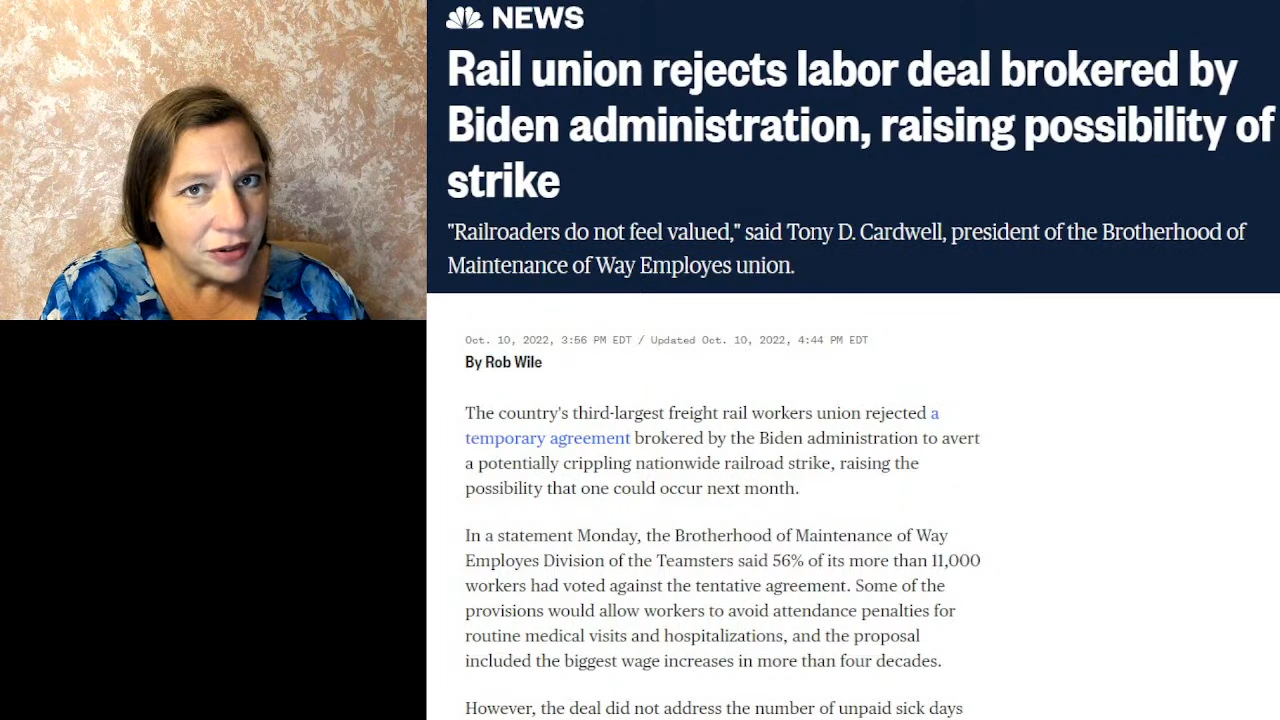 NEWS
Rail union rejects labor deal brokered by
Biden administration, raising possibility of
strike
"Railroaders do not feel valued," said Tony D. Cardwell, president of the Brotherhood of
Maintenance of Way Employes union.
Oct. 10, 2022, 3:56 PM EDT / Updated Oct. 10, 2022, 4:44 PM EDT
By Rob Wile
The country's third-largest freight rail workers union rejected a
temporary agreement brokered by the Biden administration to avert
a potentially crippling nationwide railroad strike, raising the
possibility that one could occur next month.
In a statement Monday, the Brotherhood of Maintenance of Way
Employes Division of the Teamsters said 56% of its more than 11,000
workers had voted against the tentative agreement. Some of the
provisions would allow workers to avoid attendance penalties for
routine medical visits and hospitalizations, and the proposal
included the biggest wage increases in more than four decades.
However, the deal did not address the number of unpaid sick days